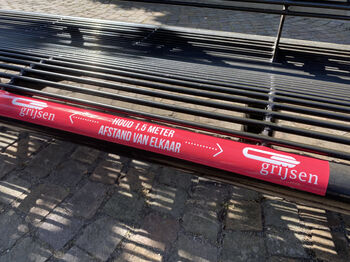 grijsen
HOUD 1,5 METER
AFSTAND VAN ELKAAR
grijsen